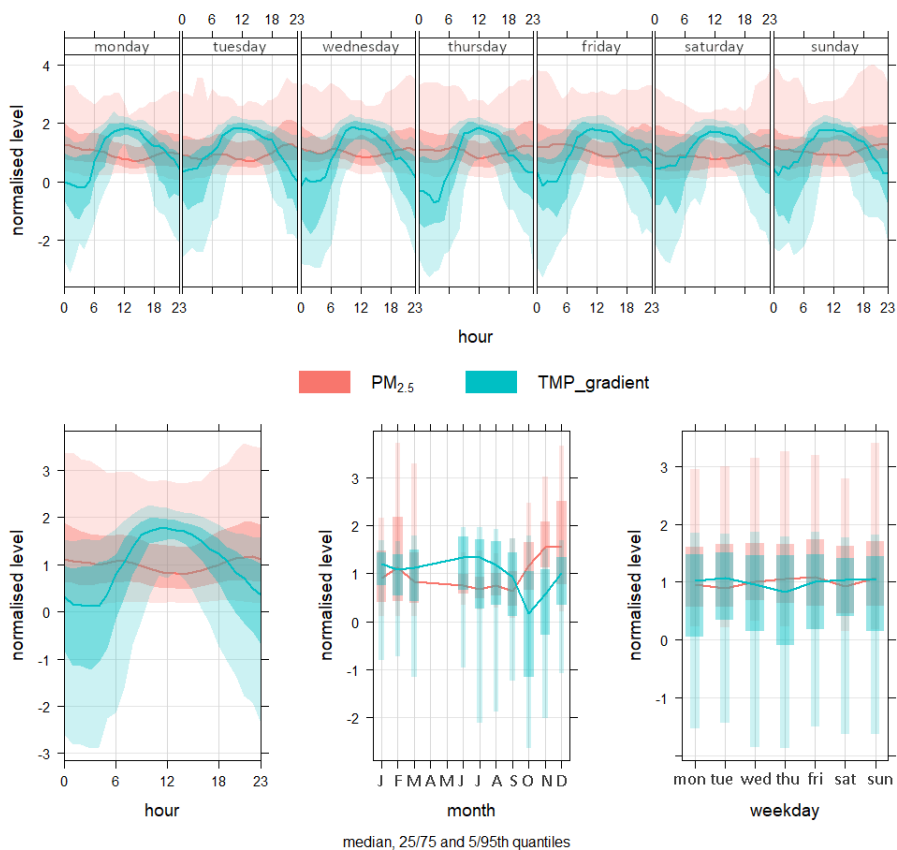 0 6 12 18 23 0 6 12 18 23 0 6 12 18 23
monday tuesday wednesday thursday friday saturday sunday
4
2
0
-2
normalised level
0 6 12 18 23 0 6 12 18 23 0 6 12 18 23 0 6 12 18 23
hour
PM2.5 TMP_gradient
3
2
1
0
-1
-2
-3
normalised level
0 6 12 18 23
hour
3
2
1
0
-1
-2
normalised level
J F M A M J J A S O N D
month
3
2
1
0
-1
normalised level
mon tue wed thu fri sat sun
weekday
median, 25/75 and 5/95th quantiles